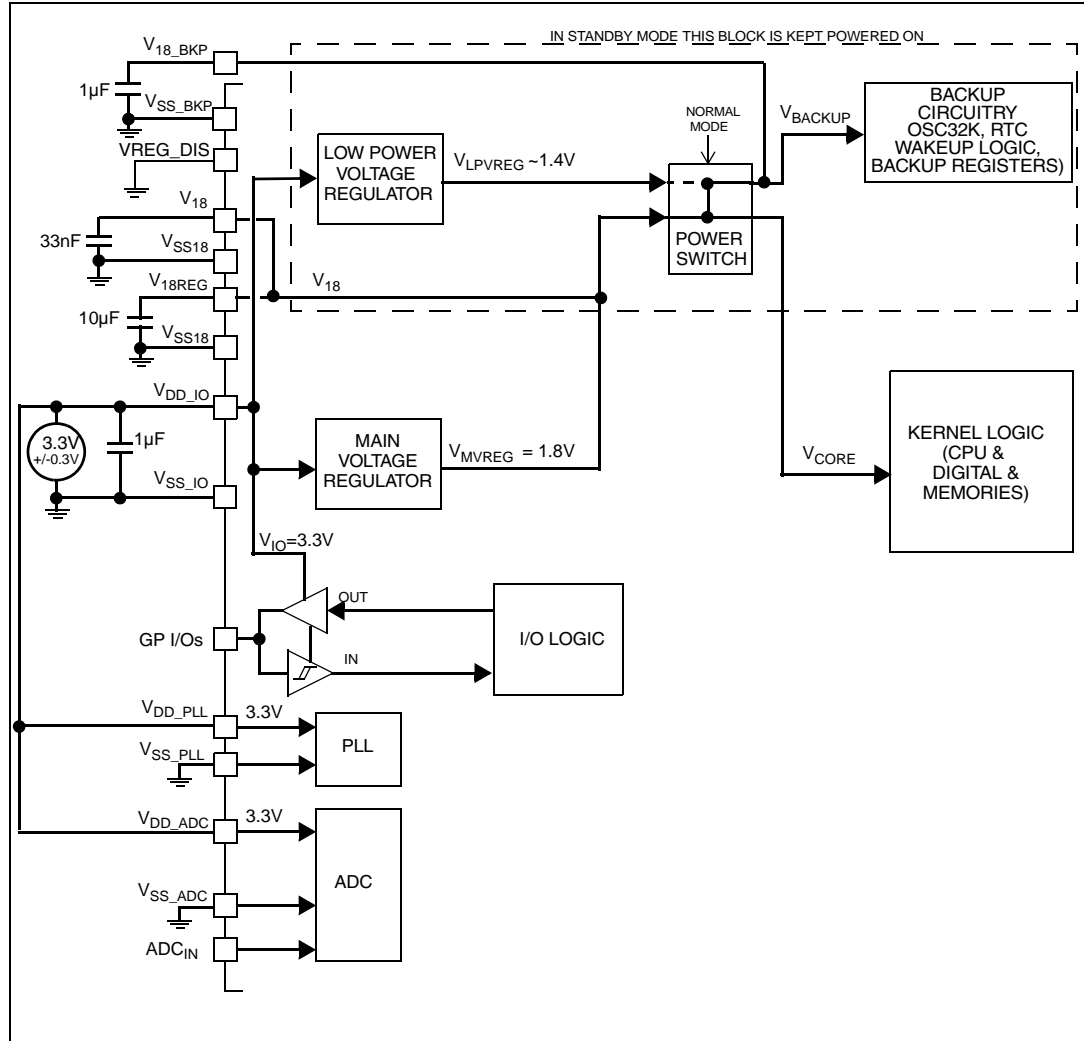 IN STANDBY MODE THIS BLOCK IS KEPT POWERED ON
V18_BKP
1µF
VSS_BKP
VREG_DIS
V18
33nF
VSS18
V18REG
10µF
VSS18
LOW POWER
VOLTAGE
REGULATOR
VLPVREG ~1.4V
NORMAL
MODE
POWER
SWITCH
VBACKUP
BACKUP
CIRCUITRY
OSC32K, RTC
WAKEUP LOGIC,
BACKUP REGISTERS)
V18
VDD_IO
3.3V
+/-0.3V
1µF
VSS_IO
MAIN
VOLTAGE
REGULATOR
VMVREG = 1.8V
VCORE
KERNEL LOGIC
(CPU &
DIGITAL &
MEMORIES)
VIO=3.3V
OUT
GP I/Os
IN
I/O LOGIC
VDD_PLL
3.3V
VSS_PLL
PLL
VDD_ADC
3.3V
VSS_ADC
ADCIN
ADC